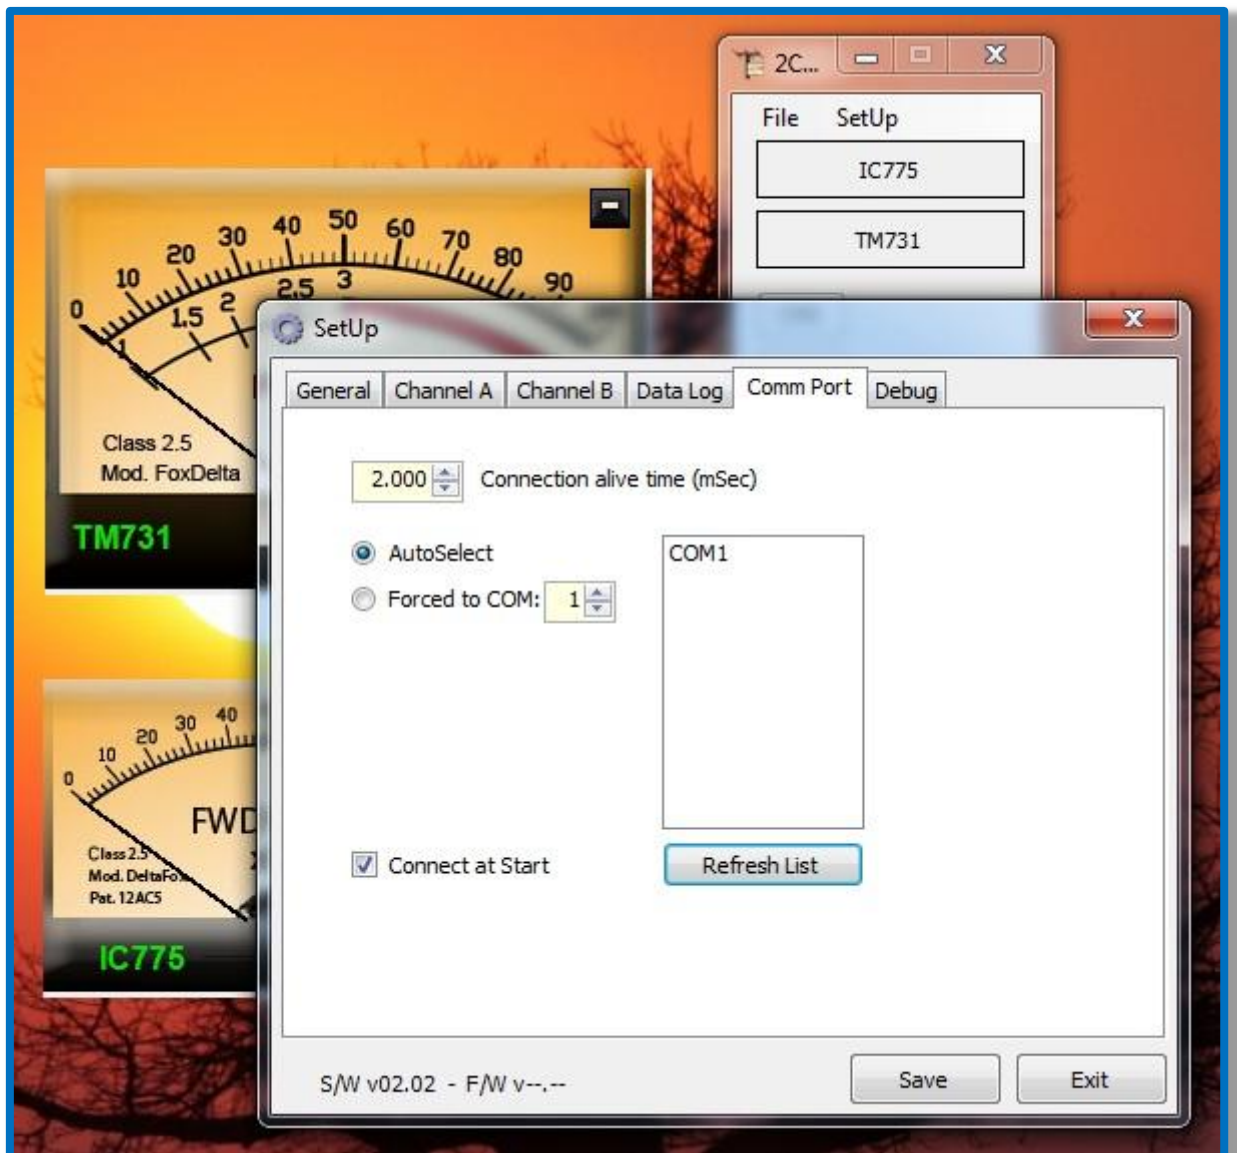 2C...
File SetUp
IC775
TM731
0 10 20 30 40 50 60 70 80 90
1 1.5 2 2.5 3
Class 2.5
Mod. FoxDelta
TM731
0 10 20 30 40
FWD
Class 2.5
Mod. DeltaFo
Pat. 12AC5
IC775
SetUp
General Channel A Channel B Data Log Comm Port Debug
2.000 Connection alive time (mSec)
AutoSelect
Forced to COM: 1
COM1
Connect at Start
Refresh List
S/W v02.02 - F/W v--.--
Save Exit